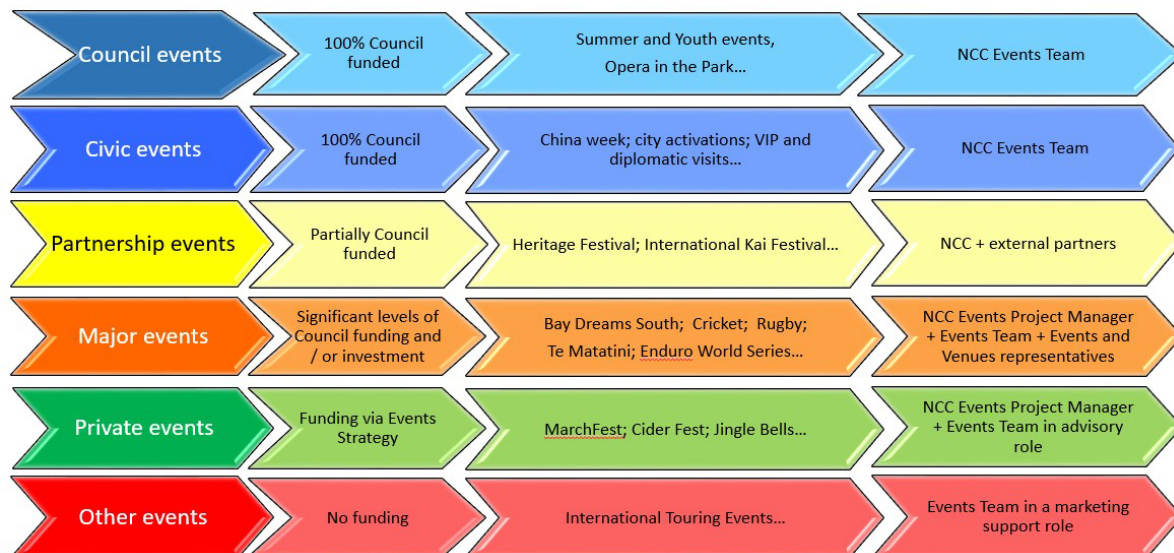 Council events
100% Council
funded
Summer and Youth events,
Opera in the Park…
NCC Events Team
Civic events
100% Council
funded
China week; city activations; VIP and
diplomatic visits…
NCC Events Team
Partnership events
Partially Council
funded
Heritage Festival; International Kai Festival…
NCC + external partners
Major events
Significant levels of
Council funding and
/ or investment
Bay Dreams South; Cricket; Rugby;
Te Matatini; Enduro World Series…
NCC Events Project Manager
+ Events Team + Events and
Venues representatives
Private events
Funding via Events
Strategy
MarchFest; Cider Fest; Jingle Bells…
NCC Events Project Manager
+ Events Team in advisory
role
Other events
No funding
International Touring Events…
Events Team in a marketing
support role